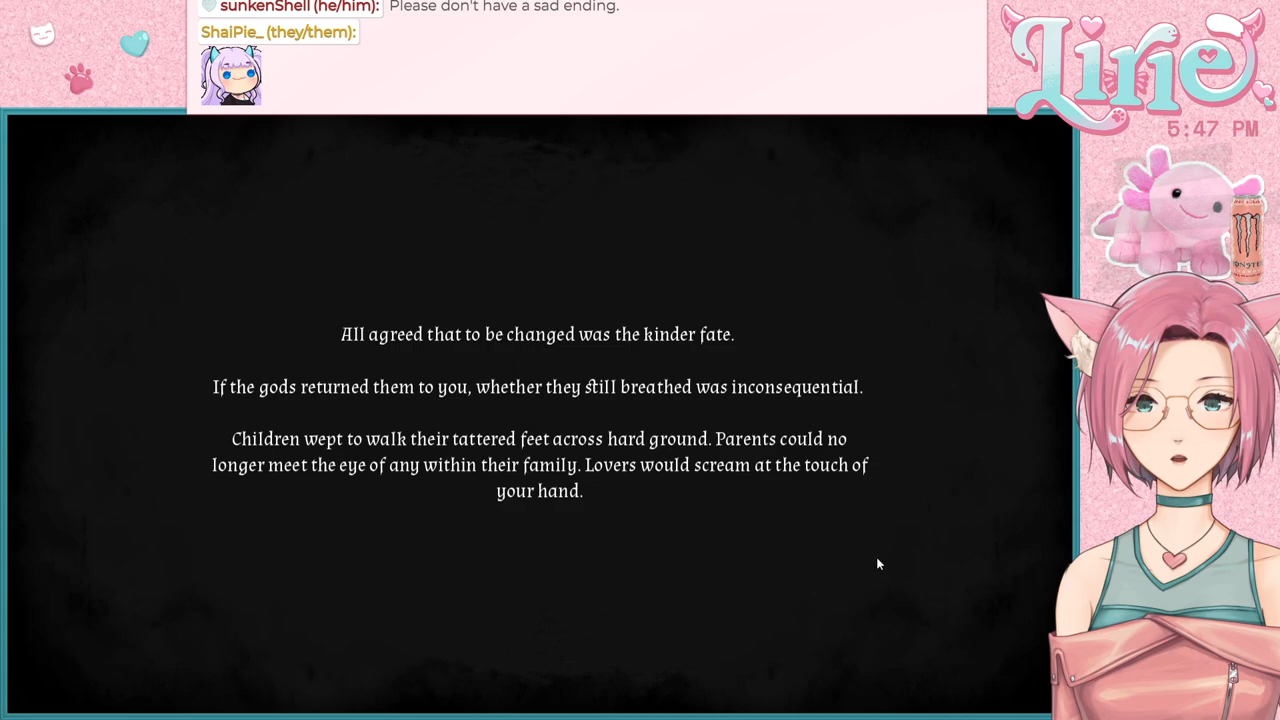 sunkenShell (he/him): Please don't have a sad ending.
ShaiPie_ (they/them):
Lirie
5:47 PM
MONSTER
All agreed that to be changed was the kinder fate.
If the gods returned them to you, whether they still breathed was inconsequential.
Children wept to walk their tattered feet across hard ground. Parents could no
longer meet the eye of any within their family. Lovers would scream at the touch of
your hand.